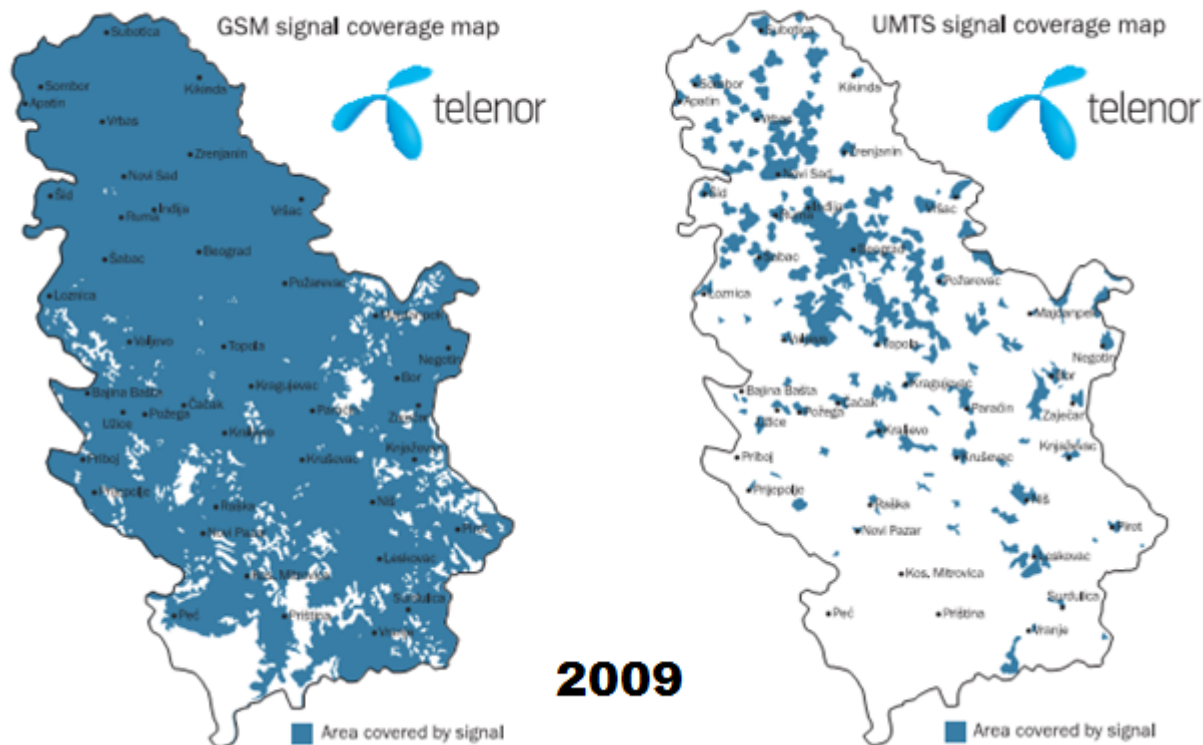 GSM signal coverage map
telenor
Subotica
Sombor
Kikinda
Apatin
Vrbas
Zrenjanin
Novi Sad
Šid
Inđija
Ruma
Vršac
Beograd
Šabac
Požarevac
Loznica
Majdanpek
Valjevo
Topola
Negotin
Bor
Bajina Bašta
Kragujevac
Čačak
Požega
Paraćin
Zaječar
Užice
Kraljevo
Knjaževac
Priboj
Kruševac
Prijepolje
Niš
Raška
Novi Pazar
Pirot
Leskovac
Kos. Mitrovica
Surdulica
Peć
Priština
Vranje
Area covered by signal
2009
UMTS signal coverage map
telenor
Subotica
Sombor
Kikinda
Apatin
Vrbas
Zrenjanin
Novi Sad
Šid
Inđija
Ruma
Vršac
Beograd
Šabac
Požarevac
Loznica
Majdanpek
Valjevo
Topola
Negotin
Bor
Kragujevac
Bajina Bašta
Čačak
Požega
Paraćin
Zaječar
Užice
Kraljevo
Knjaževac
Priboj
Kruševac
Prijepolje
Niš
Raška
Novi Pazar
Pirot
Leskovac
Kos. Mitrovica
Surdulica
Peć
Priština
Vranje
Area covered by signal